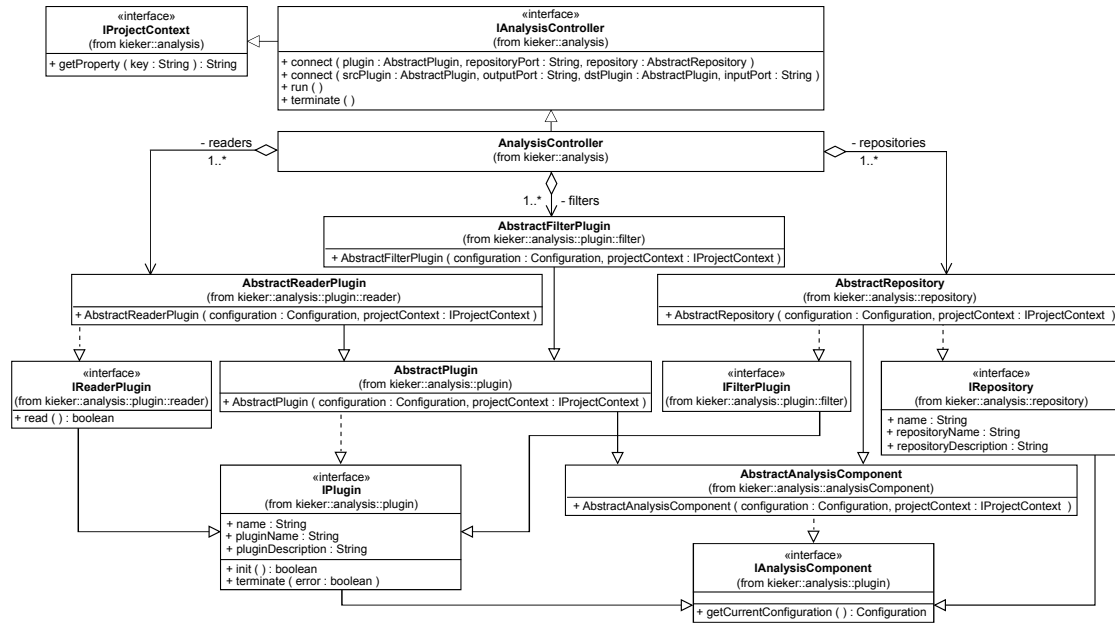 «interface»
IProjectContext
(from kieker::analysis)
+ getProperty ( key : String ) : String
«interface»
IAnalysisController
(from kieker::analysis)
+ connect ( plugin : AbstractPlugin, repositoryPort : String, repository : AbstractRepository )
+ connect ( srcPlugin : AbstractPlugin, outputPort : String, dstPlugin : AbstractPlugin, inputPort : String )
+ run ( )
+ terminate ( )
AnalysisController
(from kieker::analysis)
- readers
1..*
- repositories
1..*
1..*
- filters
AbstractFilterPlugin
(from kieker::analysis::plugin::filter)
+ AbstractFilterPlugin ( configuration : Configuration, projectContext : IProjectContext )
AbstractReaderPlugin
(from kieker::analysis::plugin::reader)
+ AbstractReaderPlugin ( configuration : Configuration, projectContext : IProjectContext )
AbstractRepository
(from kieker::analysis::repository)
+ AbstractRepository ( configuration : Configuration, projectContext : IProjectContext )
«interface»
IReaderPlugin
(from kieker::analysis::plugin::reader)
+ read ( ) : boolean
AbstractPlugin
(from kieker::analysis::plugin)
+ AbstractPlugin ( configuration : Configuration, projectContext : IProjectContext )
«interface»
IFilterPlugin
(from kieker::analysis::plugin::filter)
«interface»
IRepository
(from kieker::analysis::repository)
+ name : String
+ repositoryName : String
+ repositoryDescription : String
«interface»
IPlugin
(from kieker::analysis::plugin)
+ name : String
+ pluginName : String
+ pluginDescription : String
+ init ( ) : boolean
+ terminate ( error : boolean )
AbstractAnalysisComponent
(from kieker::analysis::analysisComponent)
+ AbstractAnalysisComponent ( configuration : Configuration, projectContext : IProjectContext )
«interface»
IAnalysisComponent
(from kieker::analysis::plugin)
+ getCurrentConfiguration ( ) : Configuration